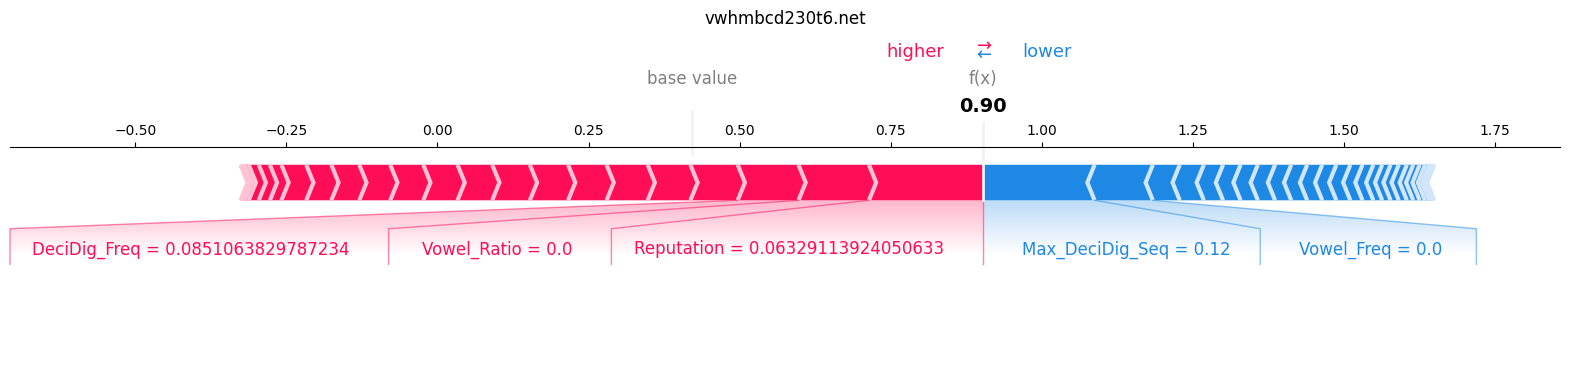 vwhmbcd230t6.net
higher ⇄ lower
base value f(x)
0.90
−0.50 −0.25 0.00 0.25 0.50 0.75 1.00 1.25 1.50 1.75
DeciDig_Freq = 0.0851063829787234 Vowel_Ratio = 0.0 Reputation = 0.06329113924050633 Max_DeciDig_Seq = 0.12 Vowel_Freq = 0.0